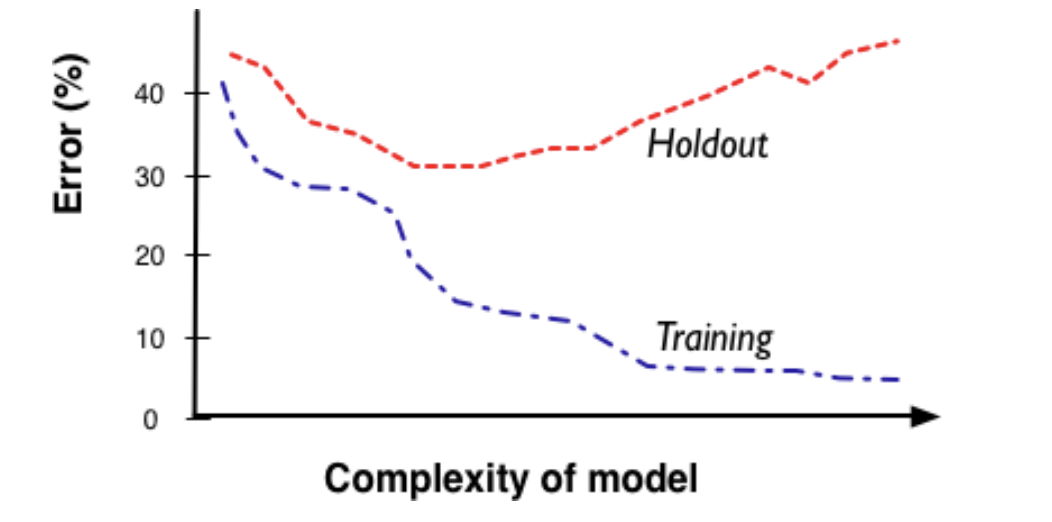 Error (%)
40
30
20
10
0
Holdout
Training
Complexity of model